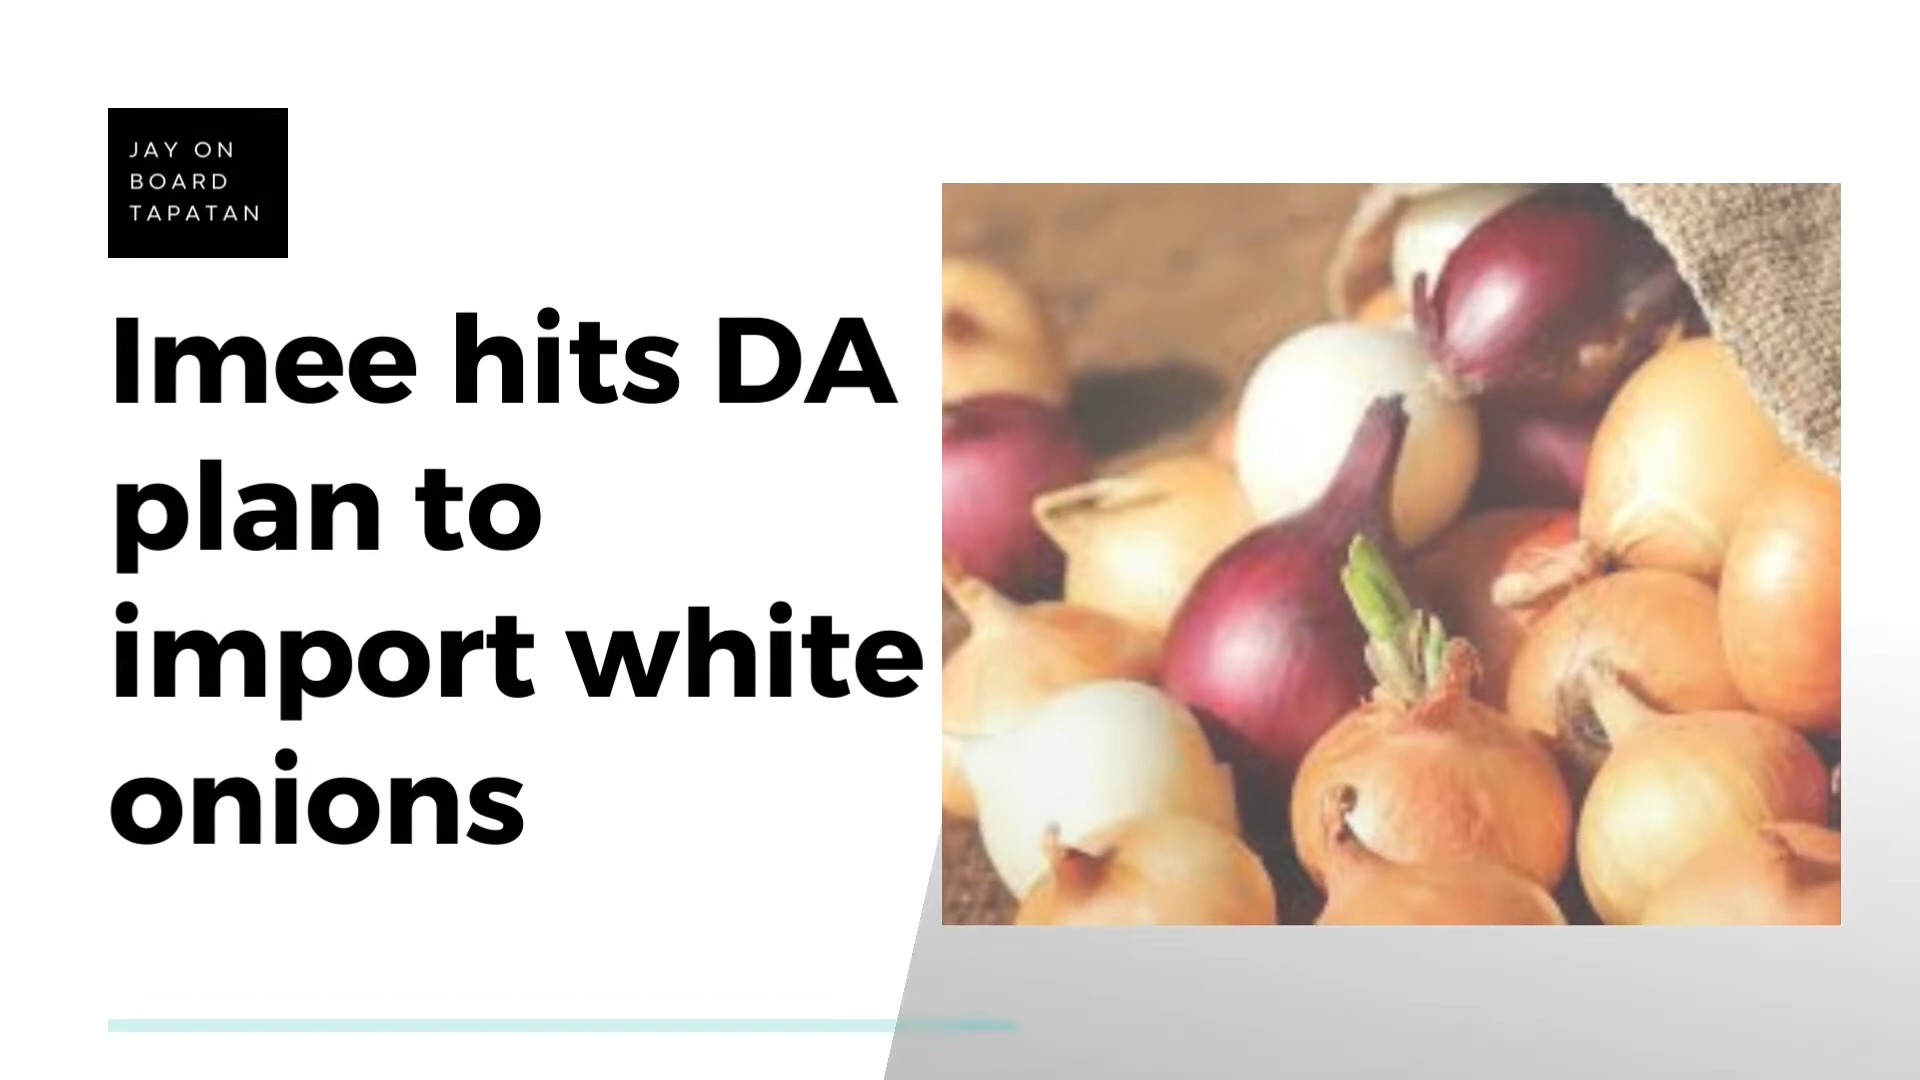 JAY ON
BOARD
TAPATAN
Imee hits DA
plan to
import white
onions